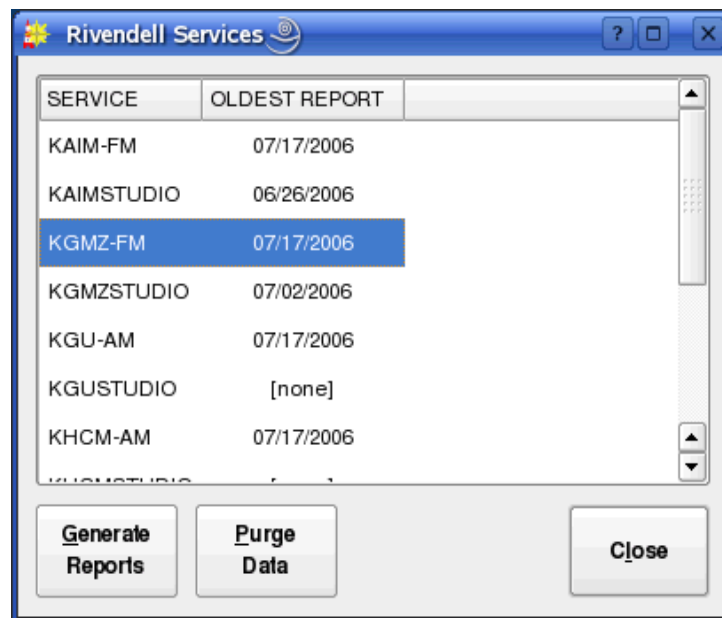 Rivendell Services
SERVICE OLDEST REPORT
KAIM-FM 07/17/2006
KAIMSTUDIO 06/26/2006
KGMZ-FM 07/17/2006
KGMZSTUDIO 07/02/2006
KGU-AM 07/17/2006
KGUSTUDIO [none]
KHCM-AM 07/17/2006
Generate Reports
Purge Data
Close